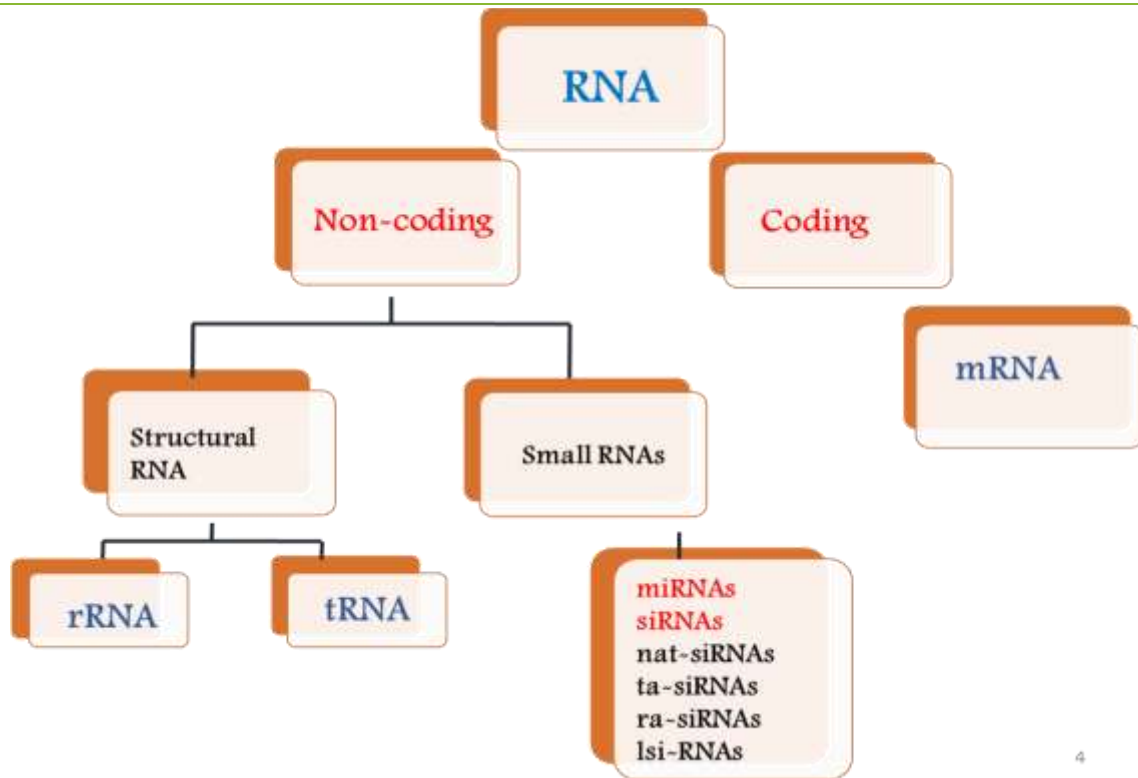 RNA
Non-coding
Coding
mRNA
Structural
RNA
Small RNAs
rRNA
tRNA
miRNAs
siRNAs
nat-siRNAs
ta-siRNAs
ra-siRNAs
lsi-RNAs
4